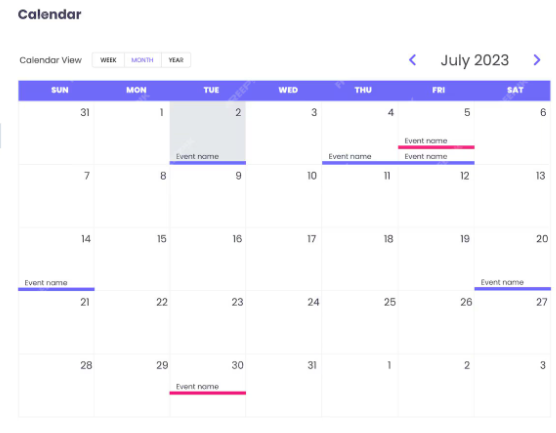 Calendar
Calendar View WEEK MONTH YEAR July 2023
SUN MON TUE WED THU FRI SAT
31 1 2 3 4 5 6
Event name
Event name Event name Event name
7 8 9 10 11 12 13
14 15 16 17 18 19 20
Event name Event name
21 22 23 24 25 26 27
28 29 30 31 1 2 3
Event name